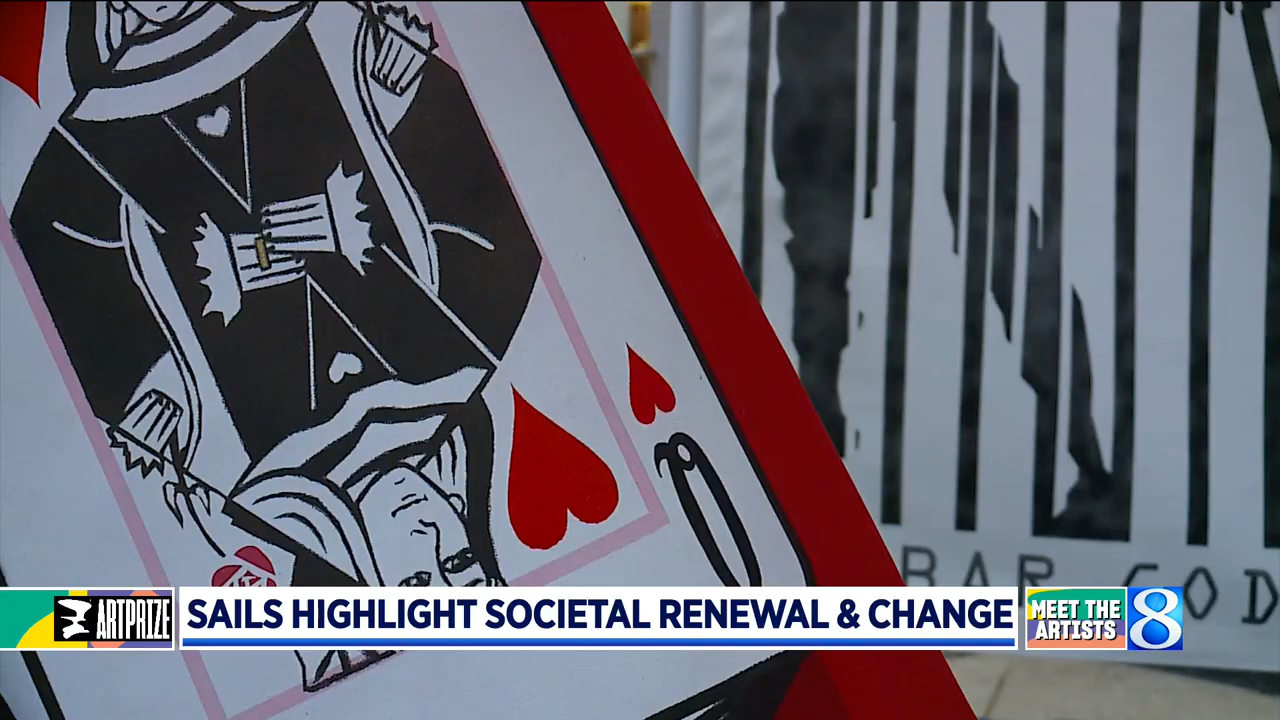 Q
BAR COD
ARTPRIZE
SAILS HIGHLIGHT SOCIETAL RENEWAL & CHANGE
MEET THE
ARTISTS
8